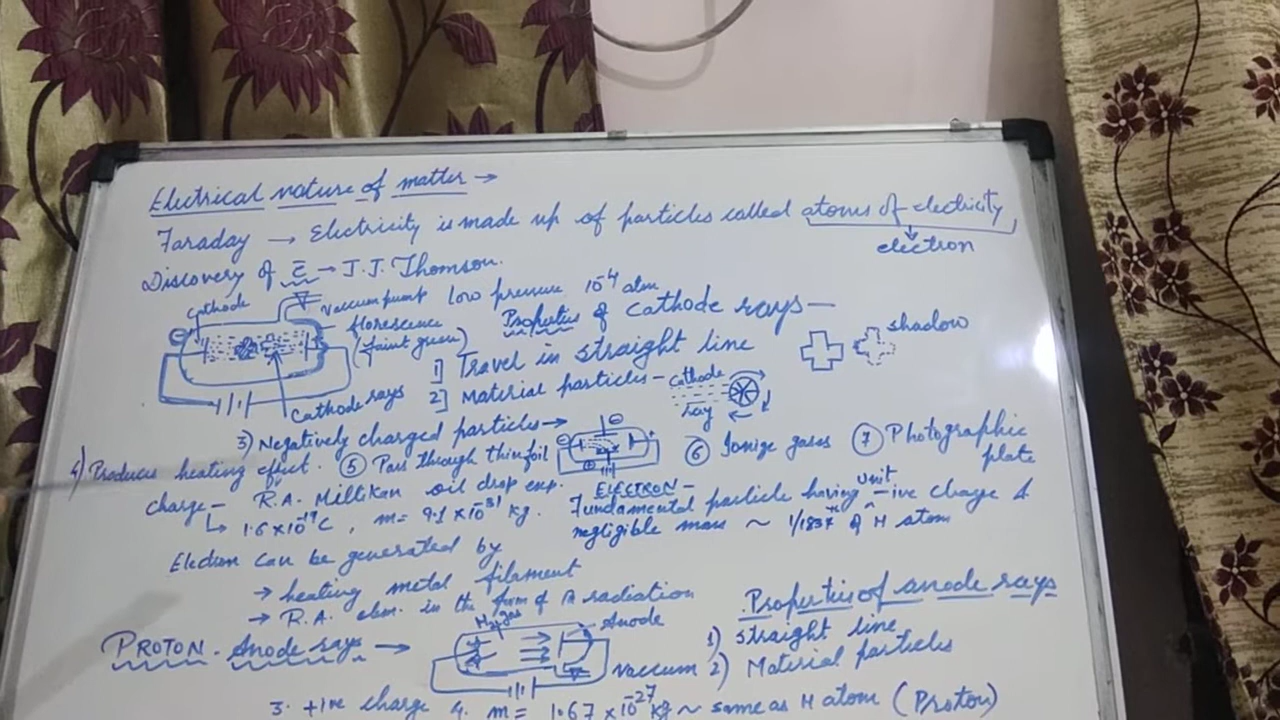 Electrical nature of matter →
Faraday → Electricity is made up of particles called atoms of electricity
electron
Discovery of ē → J.J. Thomson.
Cathode
vaccum pump low pressure 10⁻⁴ atm
florescence
(faint green)
Cathode rays
Properties of Cathode rays –
1] Travel in straight line
shadow
2] Material particles – Cathode ray
3) Negatively charged particles →
4) Produces heating effect. ⑤ Pass through thin foil ⑥ Ionize gases ⑦ Photographic plate
charge – R.A. Millikan oil drop exp.
↳ 1.6 × 10⁻¹⁹ C , m = 9.1 × 10⁻³¹ kg.
ELECTRON –
Fundamental particle having unit –ive charge &
negligible mass ~ 1/1837ᵗʰ of H atom
Electron can be generated by
→ heating metal filament
→ R.A. elem. in the form of β radiation
PROTON - Anode rays →
H₂ gas
Anode
vaccum
Properties of anode rays
1) straight line
2) Material particles
3. +ive charge 4. m = 1.67 × 10⁻²⁷ kg ~ same as H atom (Proton)